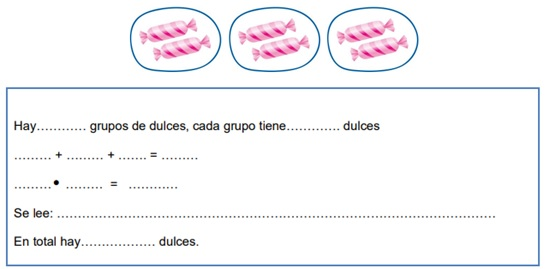 Hay………… grupos de dulces, cada grupo tiene…………. dulces
……… + ……… + ……. = ………
………• ……… = …………
Se lee: ……………………………………………………………………………………………
En total hay……………… dulces.